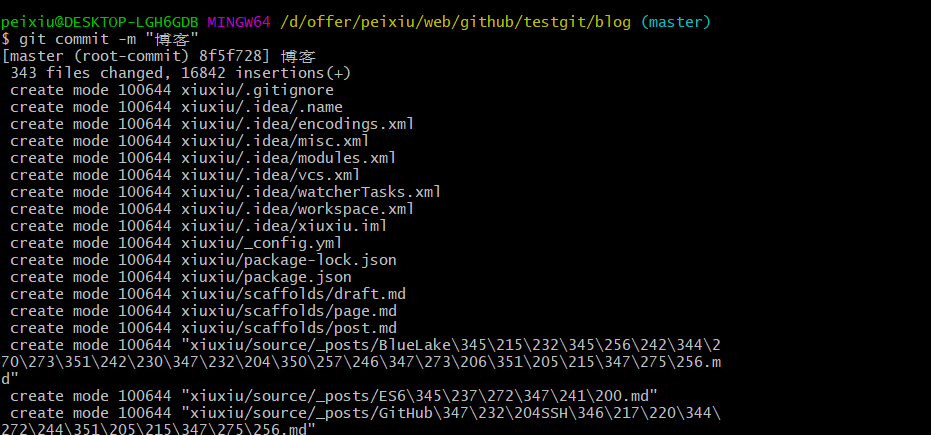 peixiu@DESKTOP-LGH6GDB MINGW64 /d/offer/peixiu/web/github/testgit/blog (master)
$ git commit -m "博客"
[master (root-commit) 8f5f728] 博客
 343 files changed, 16842 insertions(+)
 create mode 100644 xiuxiu/.gitignore
 create mode 100644 xiuxiu/.idea/.name
 create mode 100644 xiuxiu/.idea/encodings.xml
 create mode 100644 xiuxiu/.idea/misc.xml
 create mode 100644 xiuxiu/.idea/modules.xml
 create mode 100644 xiuxiu/.idea/vcs.xml
 create mode 100644 xiuxiu/.idea/watcherTasks.xml
 create mode 100644 xiuxiu/.idea/workspace.xml
 create mode 100644 xiuxiu/.idea/xiuxiu.iml
 create mode 100644 xiuxiu/_config.yml
 create mode 100644 xiuxiu/package-lock.json
 create mode 100644 xiuxiu/package.json
 create mode 100644 xiuxiu/scaffolds/draft.md
 create mode 100644 xiuxiu/scaffolds/page.md
 create mode 100644 xiuxiu/scaffolds/post.md
 create mode 100644 "xiuxiu/source/_posts/BlueLake\345\215\232\345\256\242\344\2
70\273\351\242\230\347\232\204\350\257\246\347\273\206\351\205\215\347\275\256.m
d"
 create mode 100644 "xiuxiu/source/_posts/ES6\345\237\272\347\241\200.md"
 create mode 100644 "xiuxiu/source/_posts/GitHub\347\232\204SSH\346\217\220\344\
272\244\351\205\215\347\275\256.md"